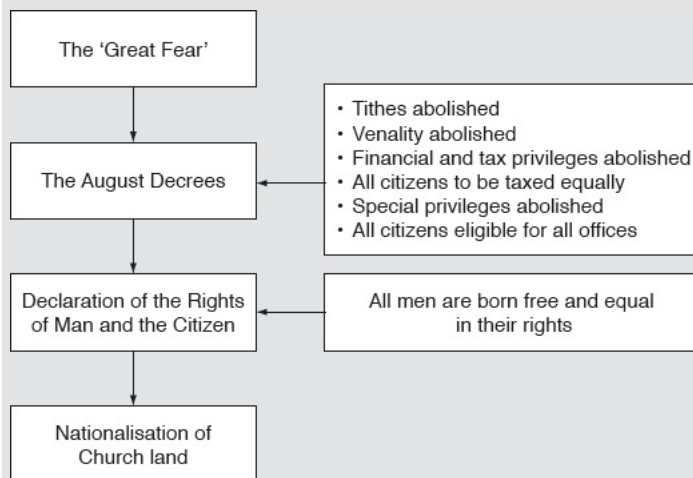 The ‘Great Fear’
The August Decrees
• Tithes abolished
• Venality abolished
• Financial and tax privileges abolished
• All citizens to be taxed equally
• Special privileges abolished
• All citizens eligible for all offices
Declaration of the Rights
of Man and the Citizen
All men are born free and equal
in their rights
Nationalisation of
Church land